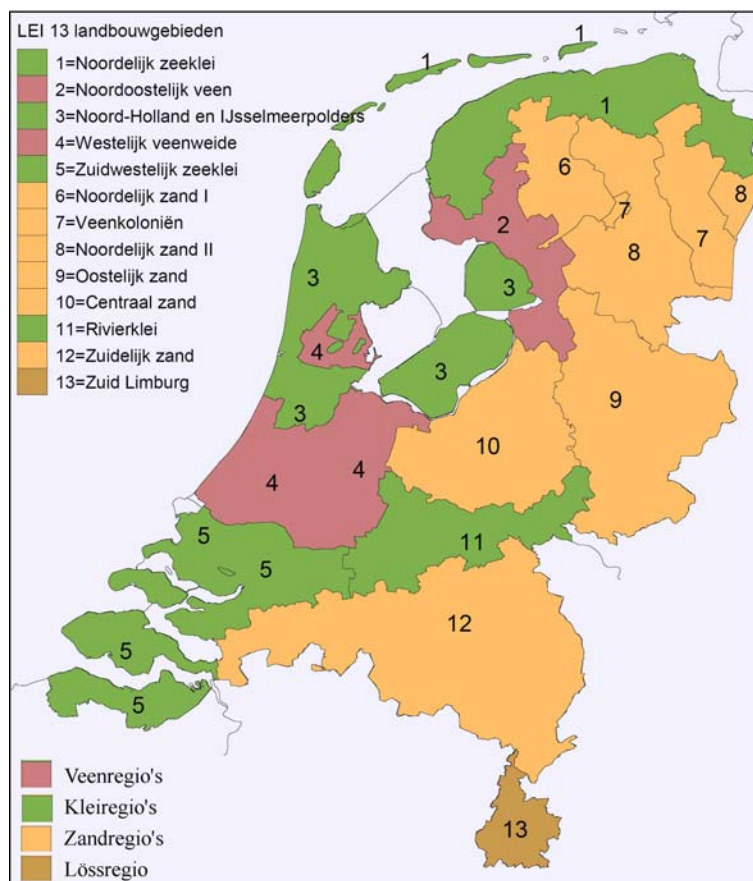 LEI 13 landbouwgebieden
1=Noordelijk zeeklei
2=Noordoostelijk veen
3=Noord-Holland en IJsselmeerpolders
4=Westelijk veenweide
5=Zuidwestelijk zeeklei
6=Noordelijk zand I
7=Veenkoloniën
8=Noordelijk zand II
9=Oostelijk zand
10=Centraal zand
11=Rivierklei
12=Zuidelijk zand
13=Zuid Limburg
1
1
1
6
8
7
2
7
8
3
3
4
3
9
3
10
4
4
5
11
5
12
5
5
13
Veenregio's
Kleiregio's
Zandregio's
Lössregio